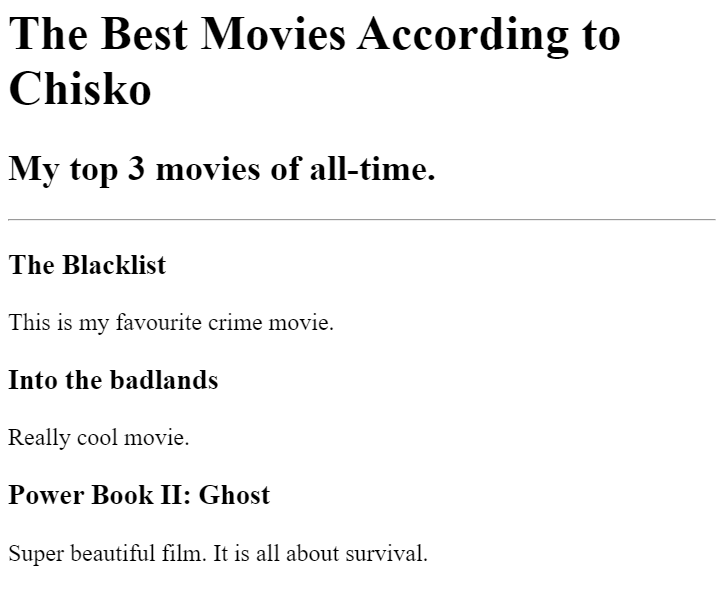 The Best Movies According to
Chisko
My top 3 movies of all-time.
The Blacklist
This is my favourite crime movie.
Into the badlands
Really cool movie.
Power Book II: Ghost
Super beautiful film. It is all about survival.